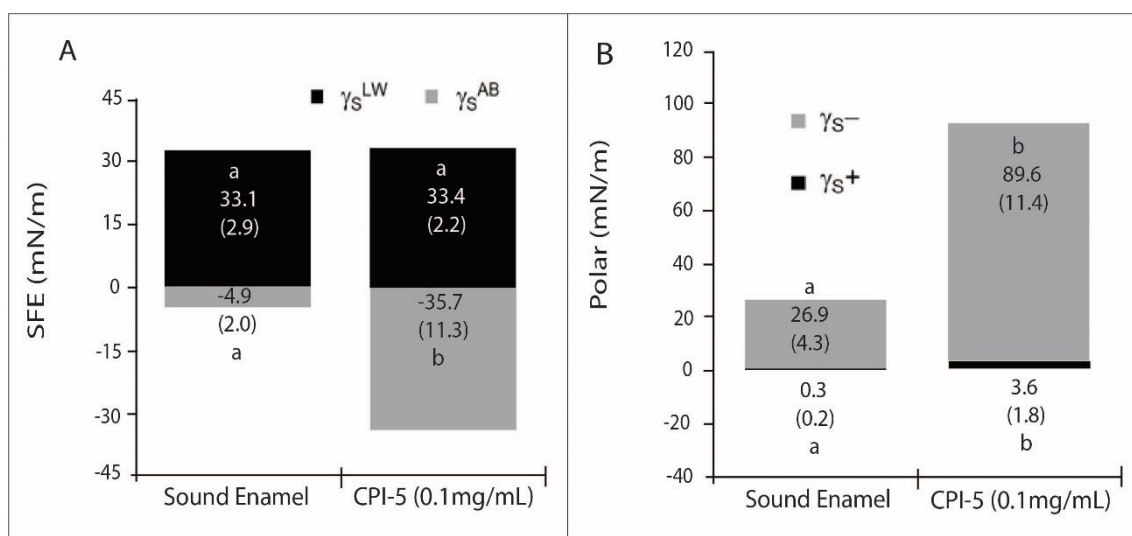 A
γS^LW γS^AB
SFE (mN/m)
45
30
15
0
-15
-30
-45
a
33.1
(2.9)
-4.9
(2.0)
a
a
33.4
(2.2)
-35.7
(11.3)
b
Sound Enamel
CPI-5 (0.1mg/mL)
B
γS−
γS+
Polar (mN/m)
120
100
80
60
40
20
0
-20
-40
a
26.9
(4.3)
0.3
(0.2)
a
b
89.6
(11.4)
3.6
(1.8)
b
Sound Enamel
CPI-5 (0.1mg/mL)